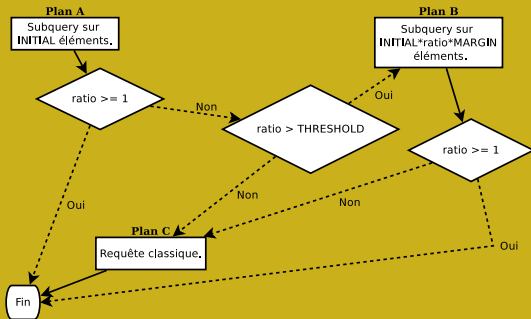 Plan A
Subquery sur
INITIAL éléments.
Plan B
Subquery sur
INITIAL*ratio*MARGIN
éléments.
ratio >= 1
Non
Oui
ratio > THRESHOLD
ratio >= 1
Oui
Non
Non
Plan C
Requête classique.
Oui
Fin